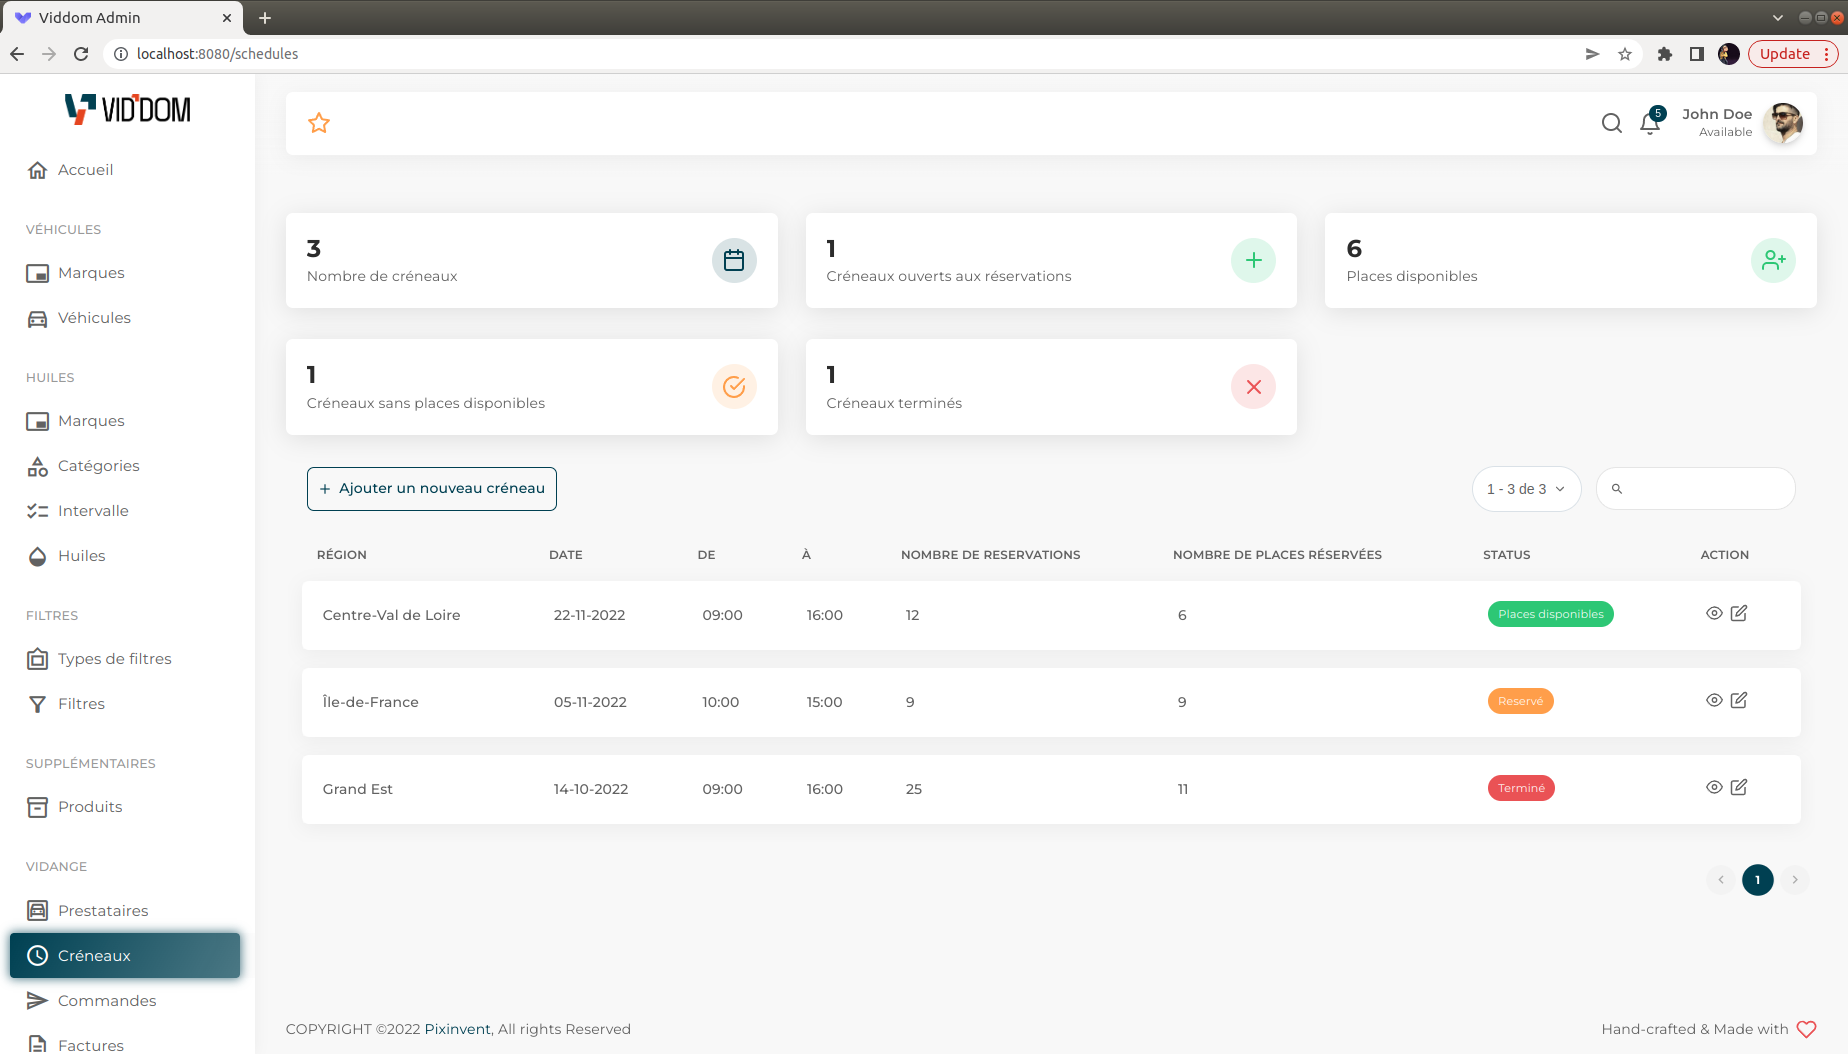 Viddom Admin
localhost:8080/schedules
Update
VID'DOM
Accueil
VÉHICULES
Marques
Véhicules
HUILES
Marques
Catégories
Intervalle
Huiles
FILTRES
Types de filtres
Filtres
SUPPLÉMENTAIRES
Produits
VIDANGE
Prestataires
Créneaux
Commandes
Factures
5
John Doe
Available
3
Nombre de créneaux
1
Créneaux ouverts aux réservations
6
Places disponibles
1
Créneaux sans places disponibles
1
Créneaux terminés
+ Ajouter un nouveau créneau
1 - 3 de 3
RÉGION DATE DE À NOMBRE DE RESERVATIONS NOMBRE DE PLACES RÉSERVÉES STATUS ACTION
Centre-Val de Loire 22-11-2022 09:00 16:00 12 6 Places disponibles
Île-de-France 05-11-2022 10:00 15:00 9 9 Reservé
Grand Est 14-10-2022 09:00 16:00 25 11 Terminé
1
COPYRIGHT ©2022 Pixinvent, All rights Reserved
Hand-crafted & Made with